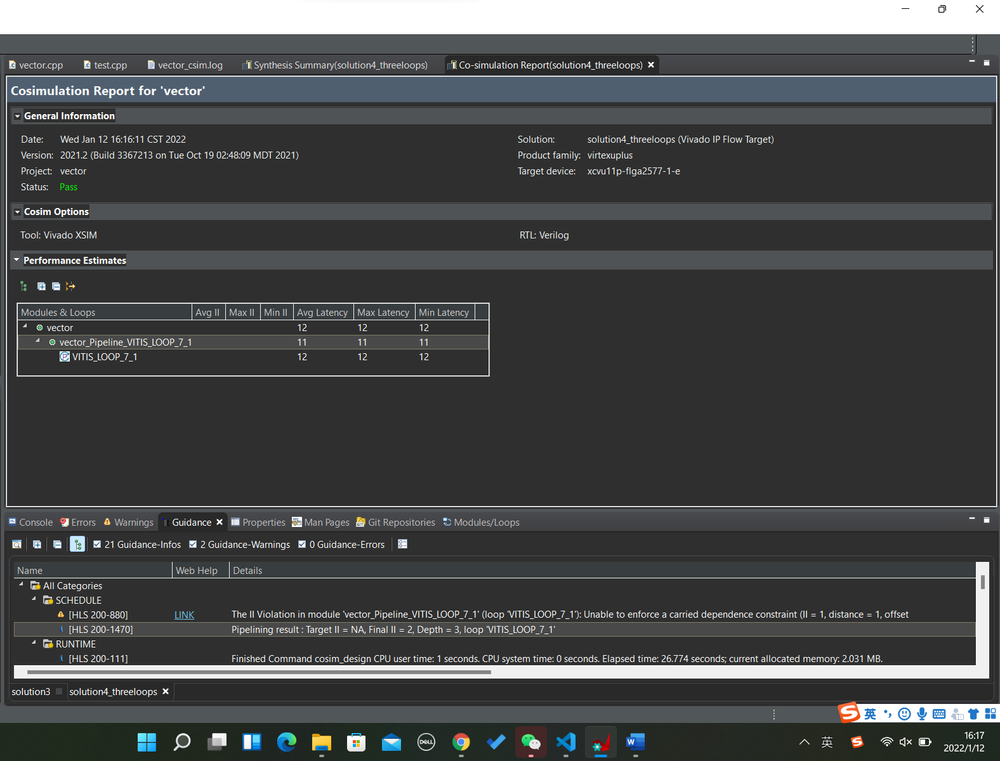 vector.cpp test.cpp vector_csim.log Synthesis Summary(solution4_threeloops) Co-simulation Report(solution4_threeloops)
Cosimulation Report for 'vector'
General Information
Date: Wed Jan 12 16:16:11 CST 2022 Solution: solution4_threeloops (Vivado IP Flow Target)
Version: 2021.2 (Build 3367213 on Tue Oct 19 02:48:09 MDT 2021) Product family: virtexuplus
Project: vector Target device: xcvu11p-flga2577-1-e
Status: Pass
Cosim Options
Tool: Vivado XSIM RTL: Verilog
Performance Estimates
Modules & Loops Avg II Max II Min II Avg Latency Max Latency Min Latency
vector 12 12 12
vector_Pipeline_VITIS_LOOP_7_1 11 11 11
VITIS_LOOP_7_1 12 12 12
Console Errors Warnings Guidance Properties Man Pages Git Repositories Modules/Loops
21 Guidance-Infos 2 Guidance-Warnings 0 Guidance-Errors
Name Web Help Details
All Categories
SCHEDULE
[HLS 200-880] LINK The II Violation in module 'vector_Pipeline_VITIS_LOOP_7_1' (loop 'VITIS_LOOP_7_1'): Unable to enforce a carried dependence constraint (II = 1, distance = 1, offset
[HLS 200-1470] Pipelining result : Target II = NA, Final II = 2, Depth = 3, loop 'VITIS_LOOP_7_1'
RUNTIME
[HLS 200-111] Finished Command cosim_design CPU user time: 1 seconds. CPU system time: 0 seconds. Elapsed time: 26.774 seconds; current allocated memory: 2.031 MB.
solution3 solution4_threeloops
英
DELL 英 16:17
2022/1/12